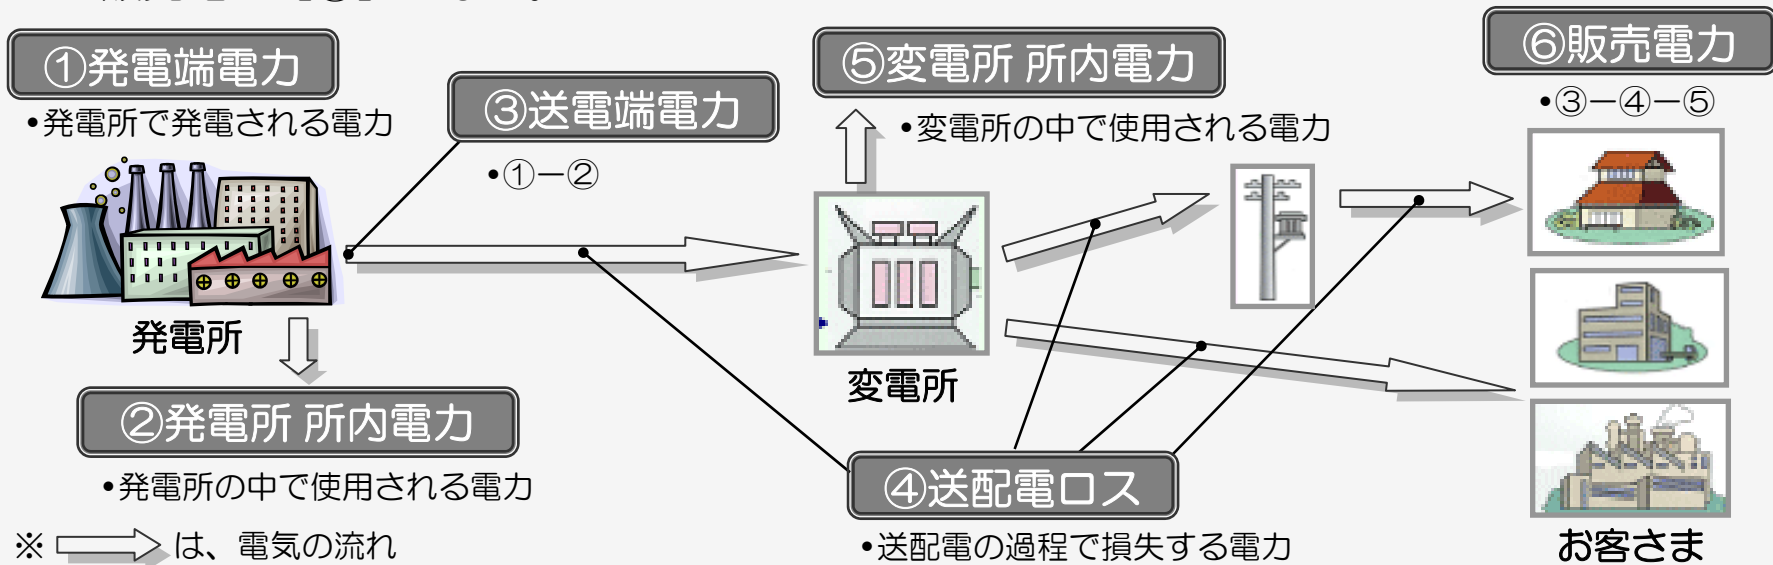 ①発電端電力
•発電所で発電される電力
③送電端電力
•①－②
⑤変電所 所内電力
•変電所の中で使用される電力
⑥販売電力
•③－④－⑤
発電所
変電所
②発電所 所内電力
•発電所の中で使用される電力
④送配電ロス
•送配電の過程で損失する電力
お客さま
※ は、電気の流れ